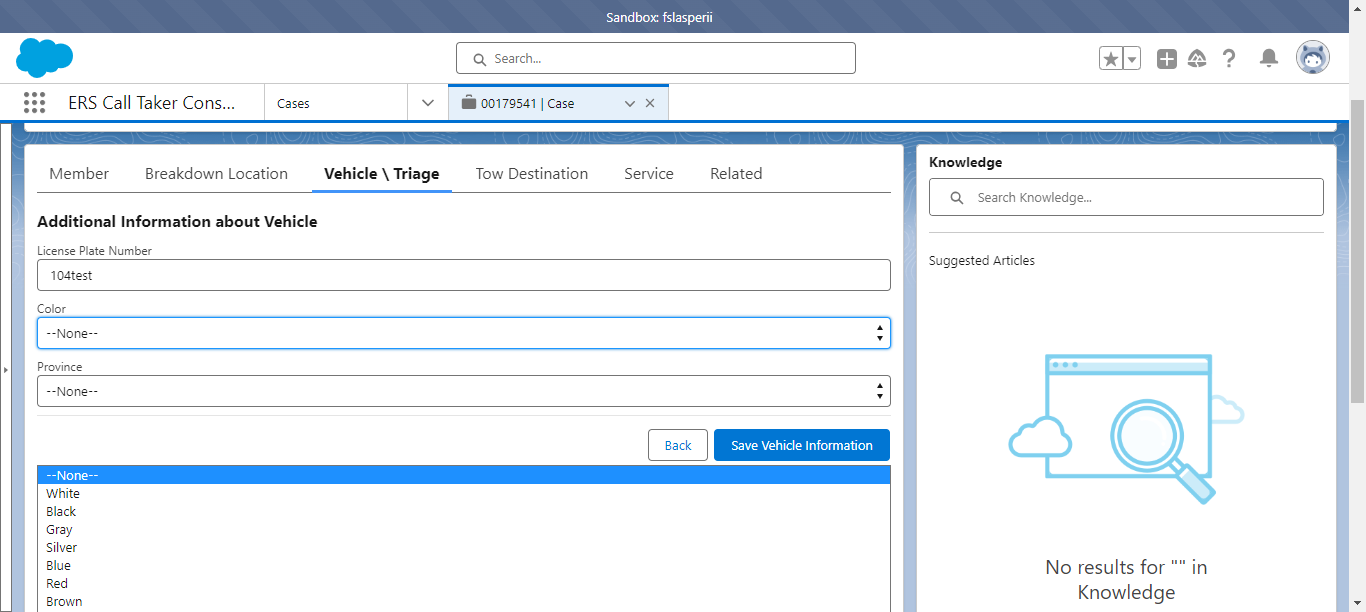 Sandbox: fslasperii
Search...
ERS Call Taker Cons...
Cases
00179541 | Case
Member
Breakdown Location
Vehicle \ Triage
Tow Destination
Service
Related
Additional Information about Vehicle
License Plate Number
104test
Color
--None--
Province
--None--
Back
Save Vehicle Information
--None--
White
Black
Gray
Silver
Blue
Red
Brown
Knowledge
Search Knowledge...
Suggested Articles
No results for "" in
Knowledge